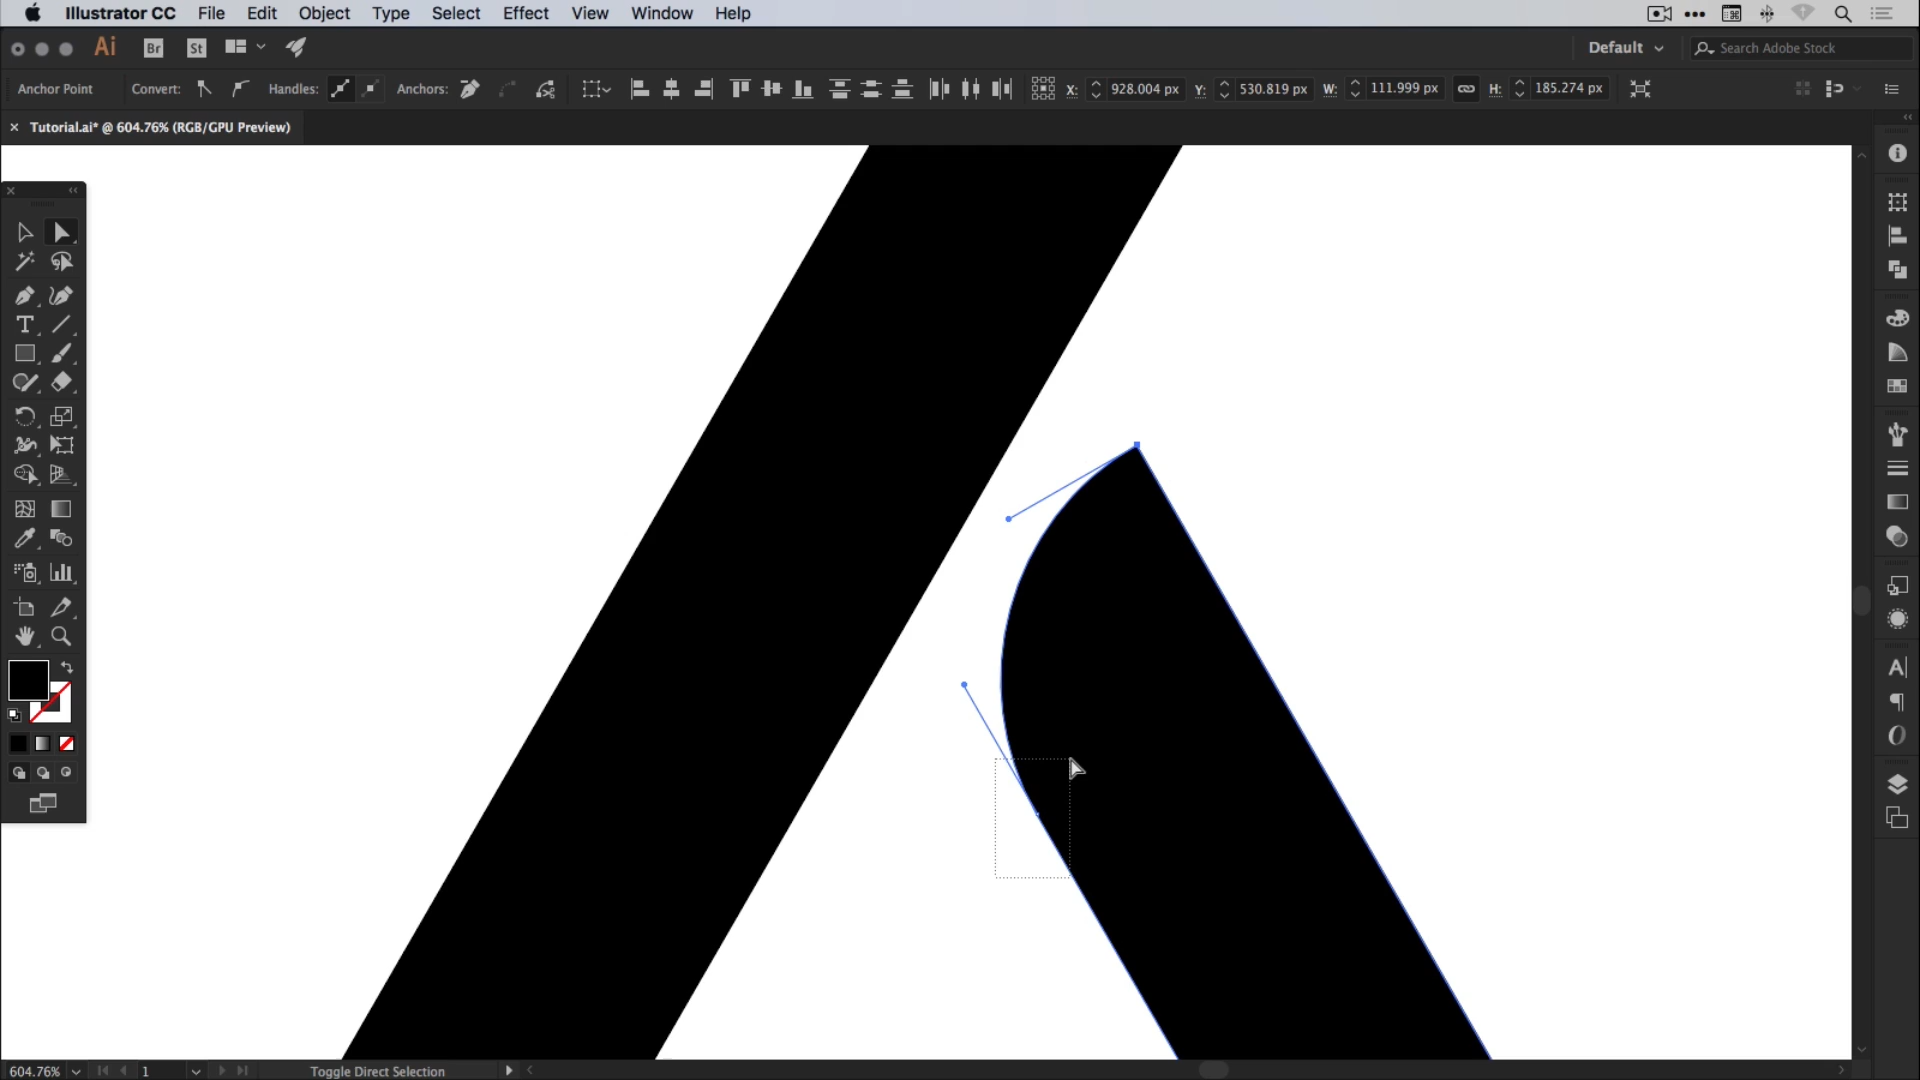 Illustrator CC File Edit Object Type Select Effect View Window Help
Ai Br St Default Search Adobe Stock
Anchor Point Convert: Handles: Anchors: X: 928.004 px Y: 530.819 px W: 111.999 px H: 185.274 px
× Tutorial.ai* @ 604.76% (RGB/GPU Preview)
604.76% 1 Toggle Direct Selection